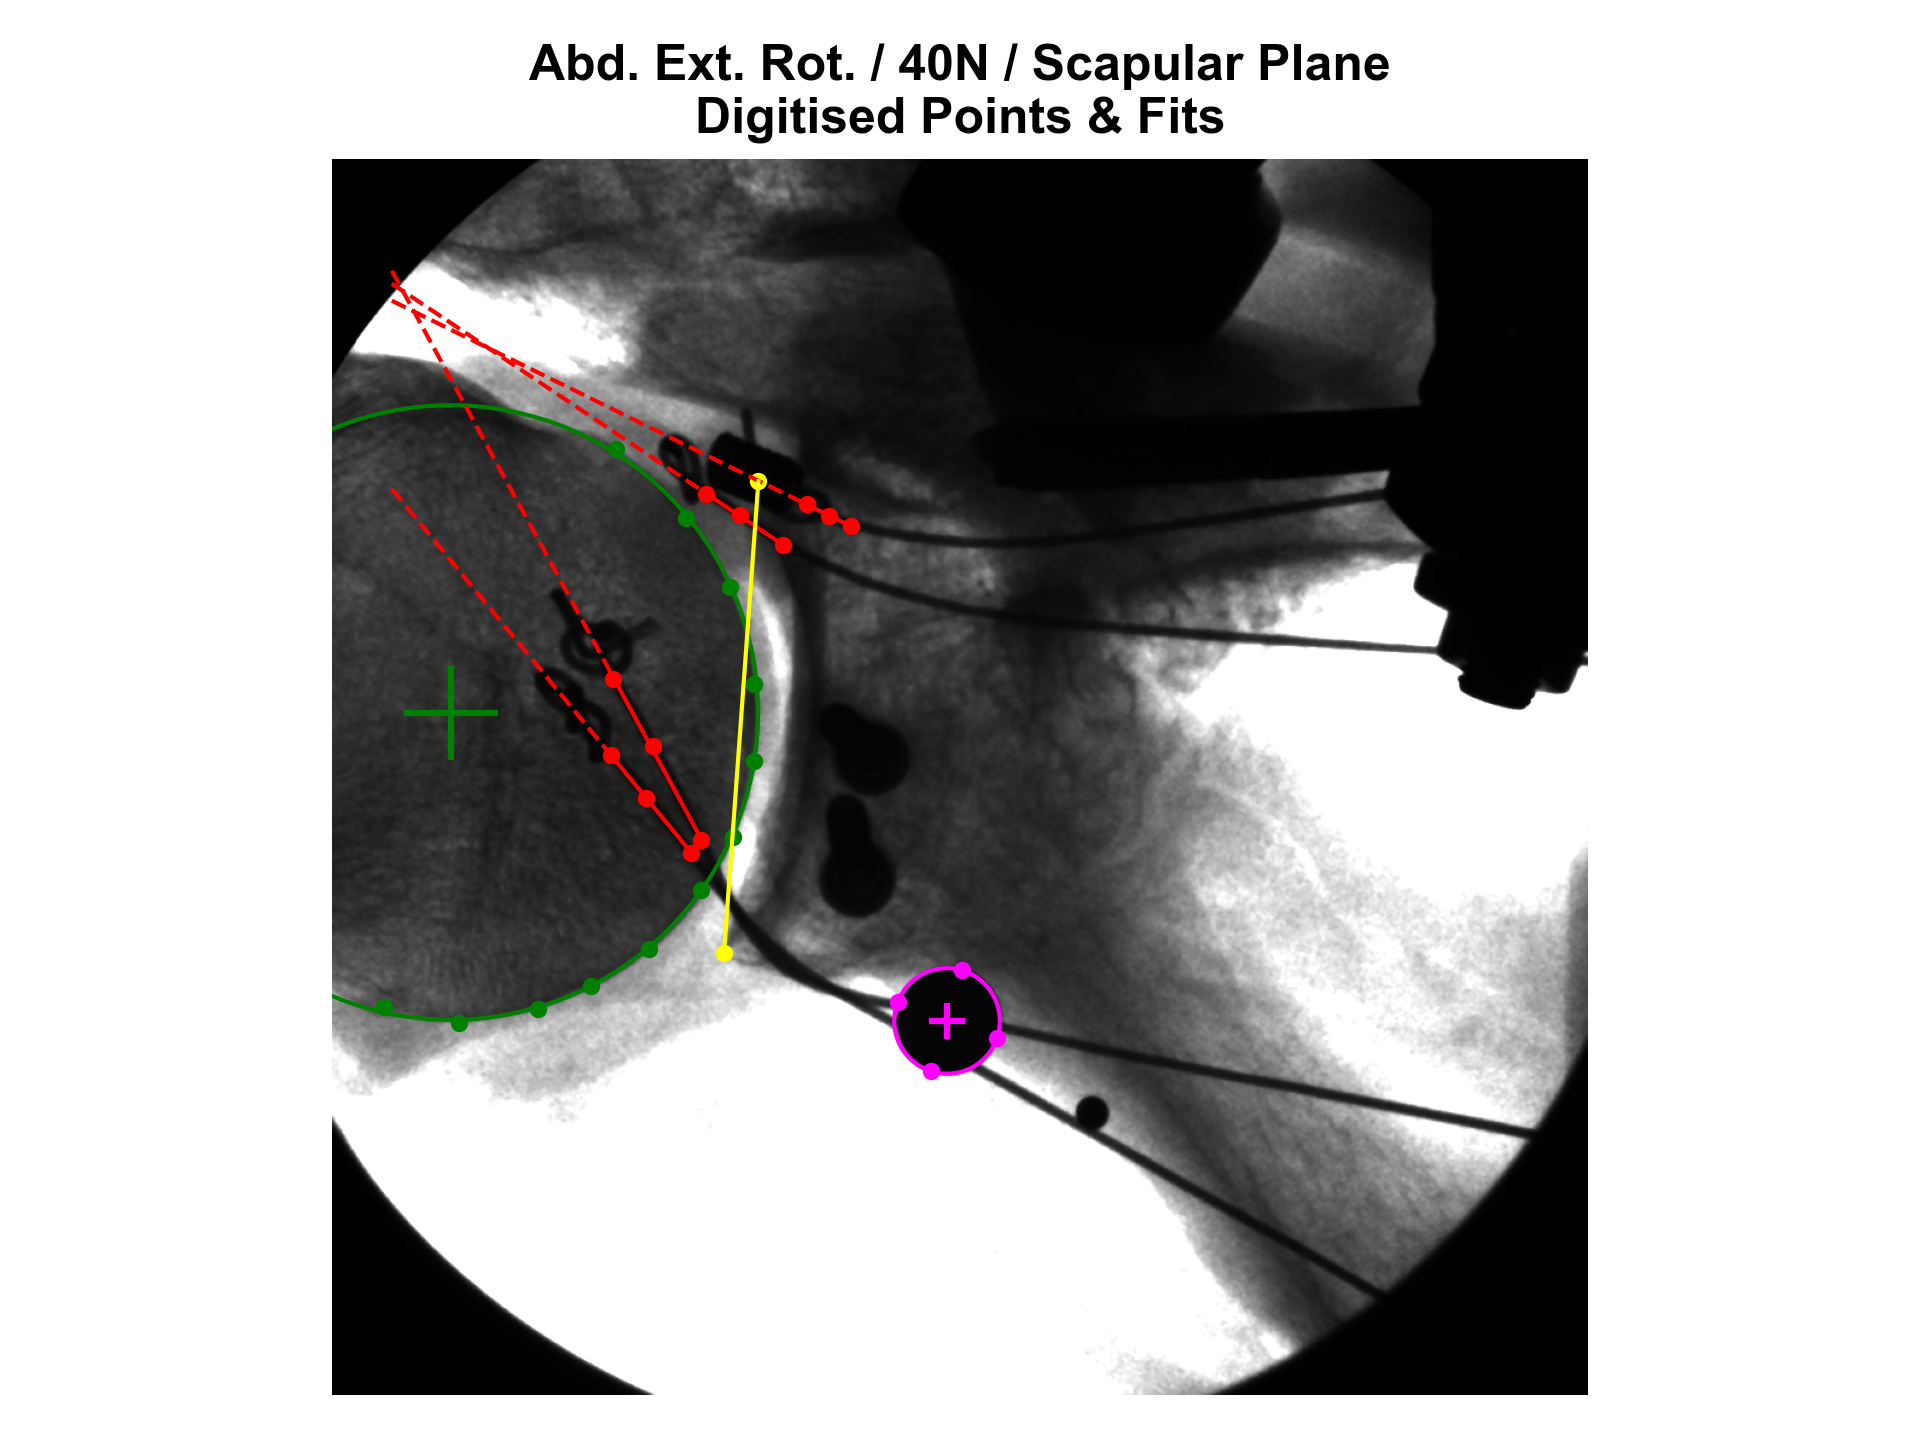 Abd. Ext. Rot. / 40N / Scapular Plane
Digitised Points & Fits